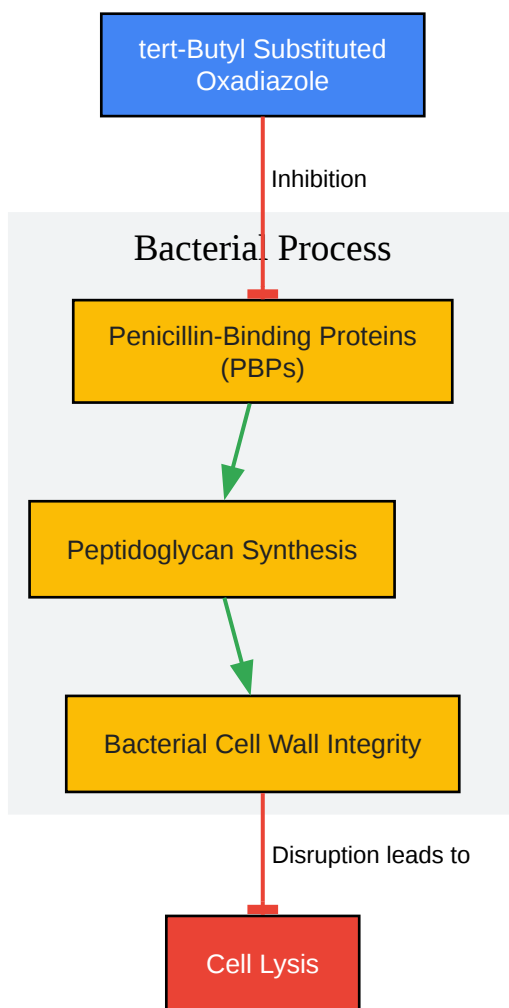 tert-Butyl Substituted
Oxadiazole
Inhibition
Bacterial Process
Penicillin-Binding Proteins
(PBPs)
Peptidoglycan Synthesis
Bacterial Cell Wall Integrity
Disruption leads to
Cell Lysis